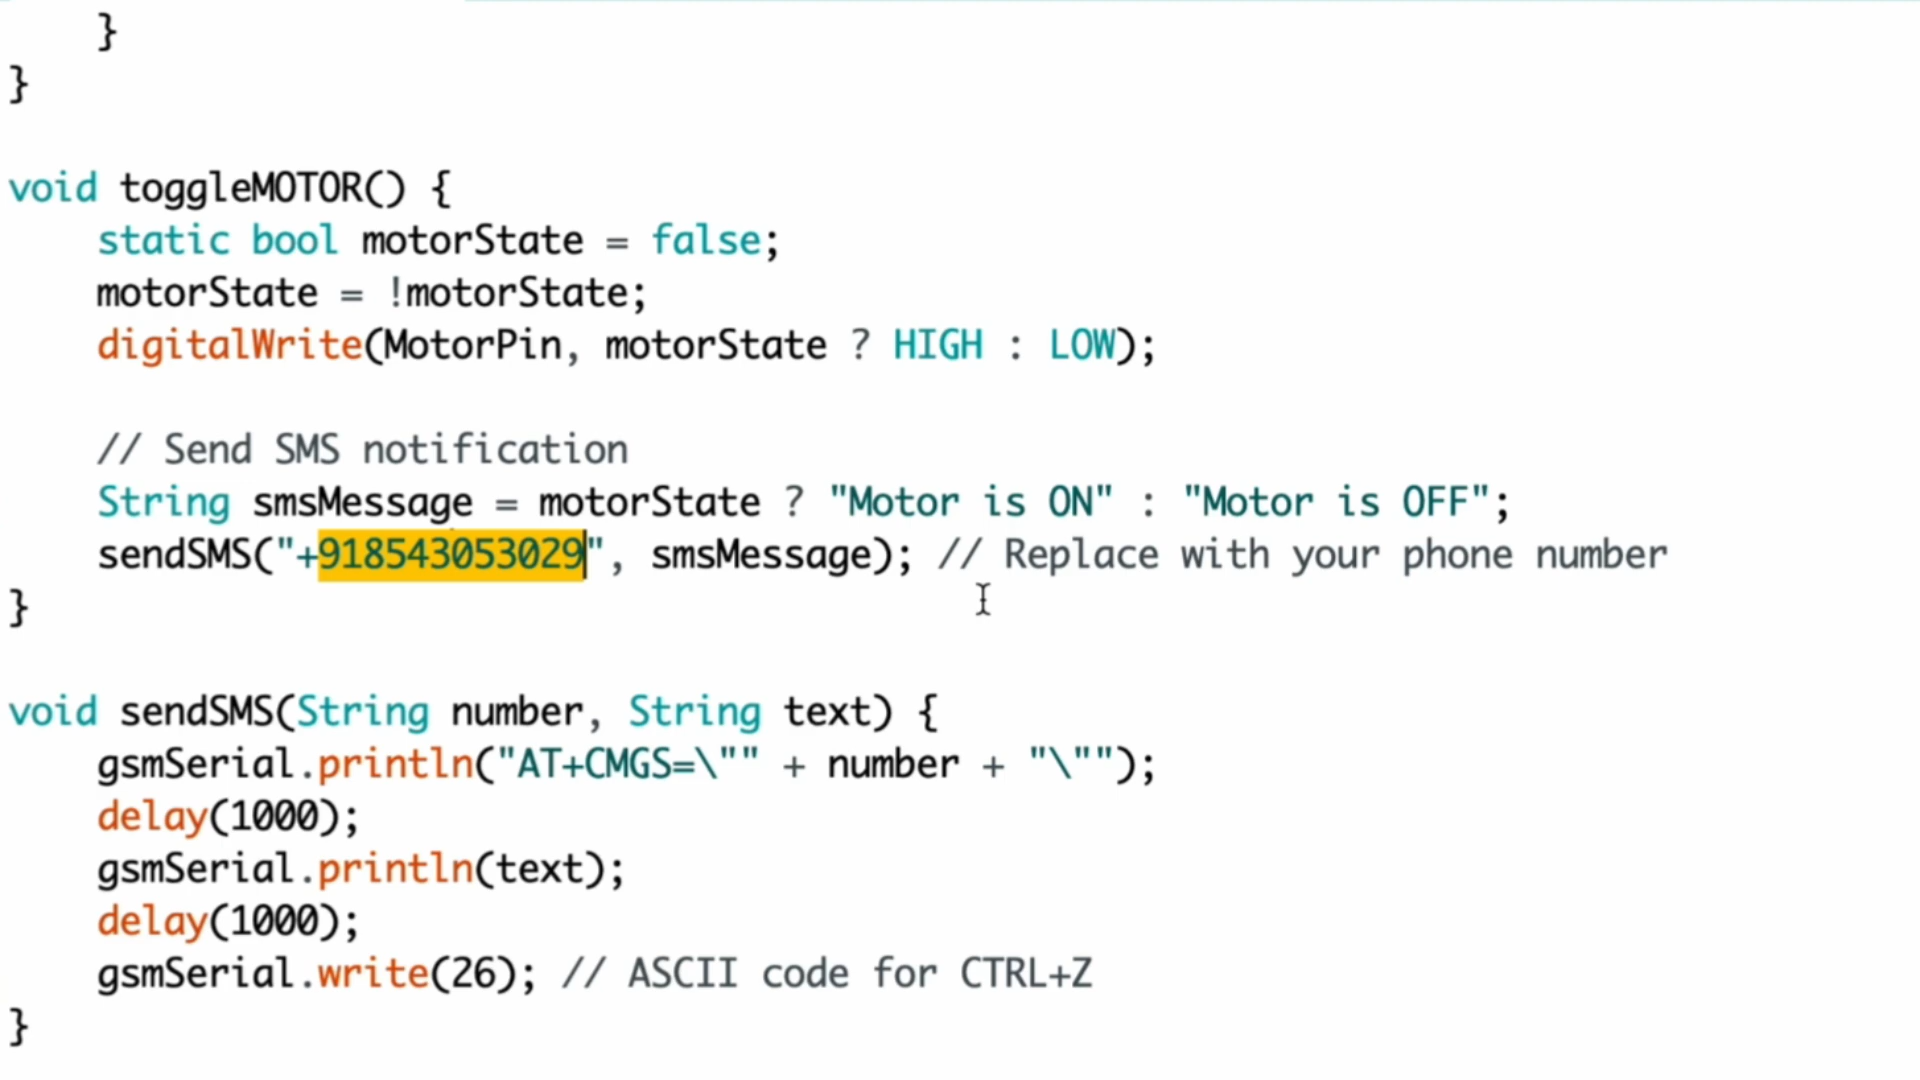 }
}

void toggleMOTOR() {
    static bool motorState = false;
    motorState = !motorState;
    digitalWrite(MotorPin, motorState ? HIGH : LOW);

    // Send SMS notification
    String smsMessage = motorState ? "Motor is ON" : "Motor is OFF";
    sendSMS("+918543053029", smsMessage); // Replace with your phone number
}

void sendSMS(String number, String text) {
    gsmSerial.println("AT+CMGS=\"" + number + "\"");
    delay(1000);
    gsmSerial.println(text);
    delay(1000);
    gsmSerial.write(26); // ASCII code for CTRL+Z
}